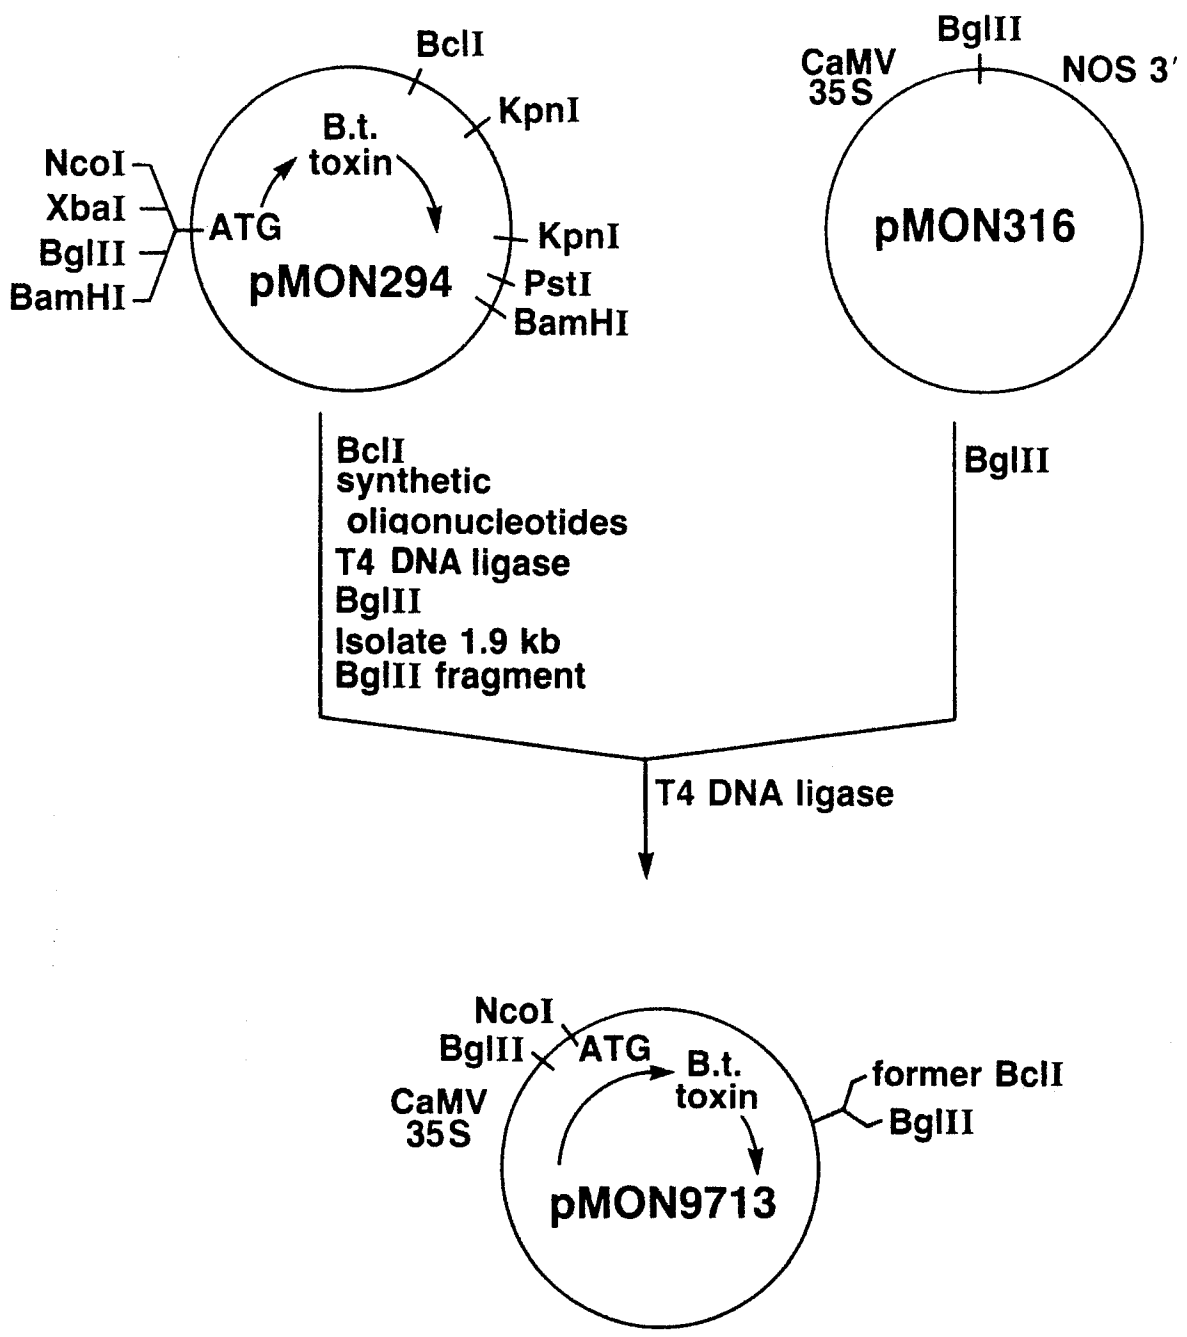 BclI
KpnI
B.t.
toxin
NcoI
XbaI
BglII
BamHI
ATG
KpnI
PstI
BamHI
pMON294
BglII
CaMV
35S
NOS 3'
pMON316
BclI
synthetic
oligonucleotides
T4 DNA ligase
BglII
Isolate 1.9 kb
BglII fragment
BglII
T4 DNA ligase
NcoI
BglII
ATG
B.t.
toxin
CaMV
35S
former BclI
BglII
pMON9713